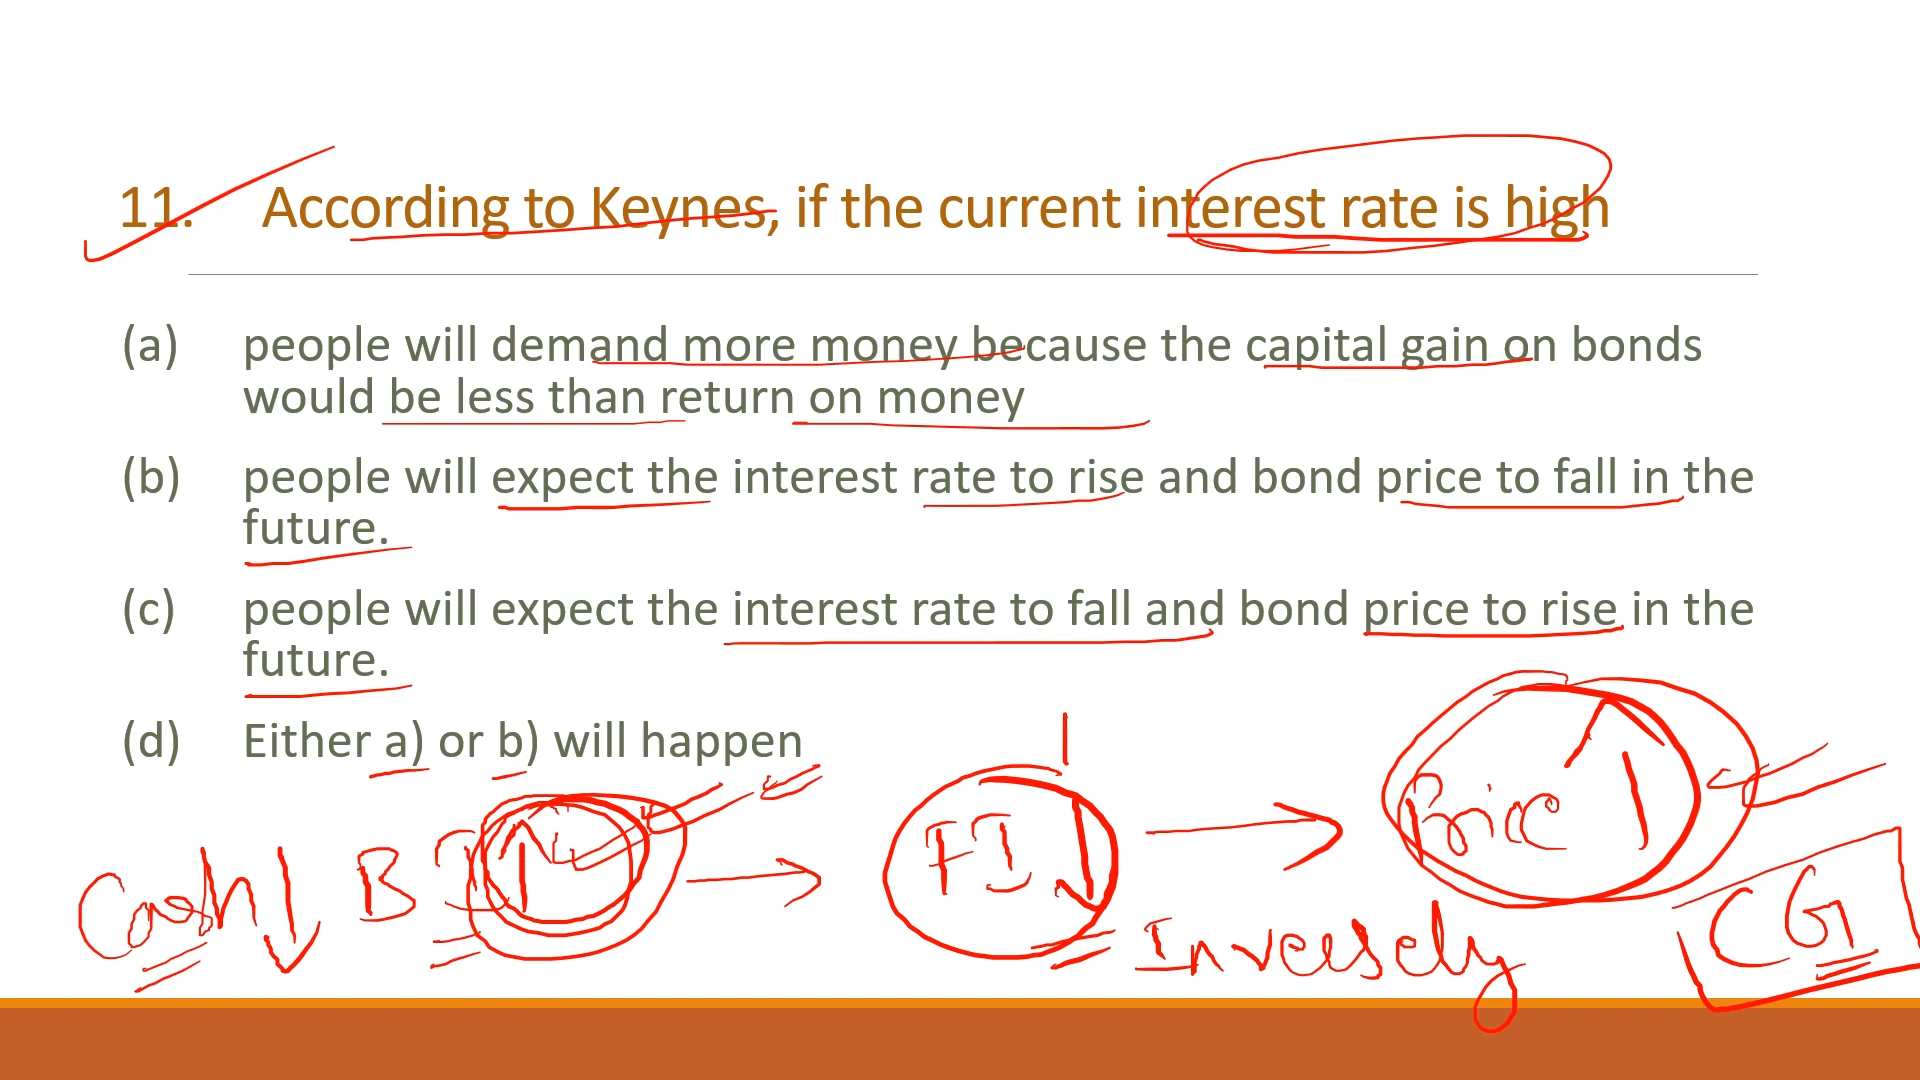 11. According to Keynes, if the current interest rate is high
(a) people will demand more money because the capital gain on bonds
would be less than return on money
(b) people will expect the interest rate to rise and bond price to fall in the
future.
(c) people will expect the interest rate to fall and bond price to rise in the
future.
(d) Either a) or b) will happen
Cash ↓ B I ↑ → F I ↓ → Price ↑
Inversely CG